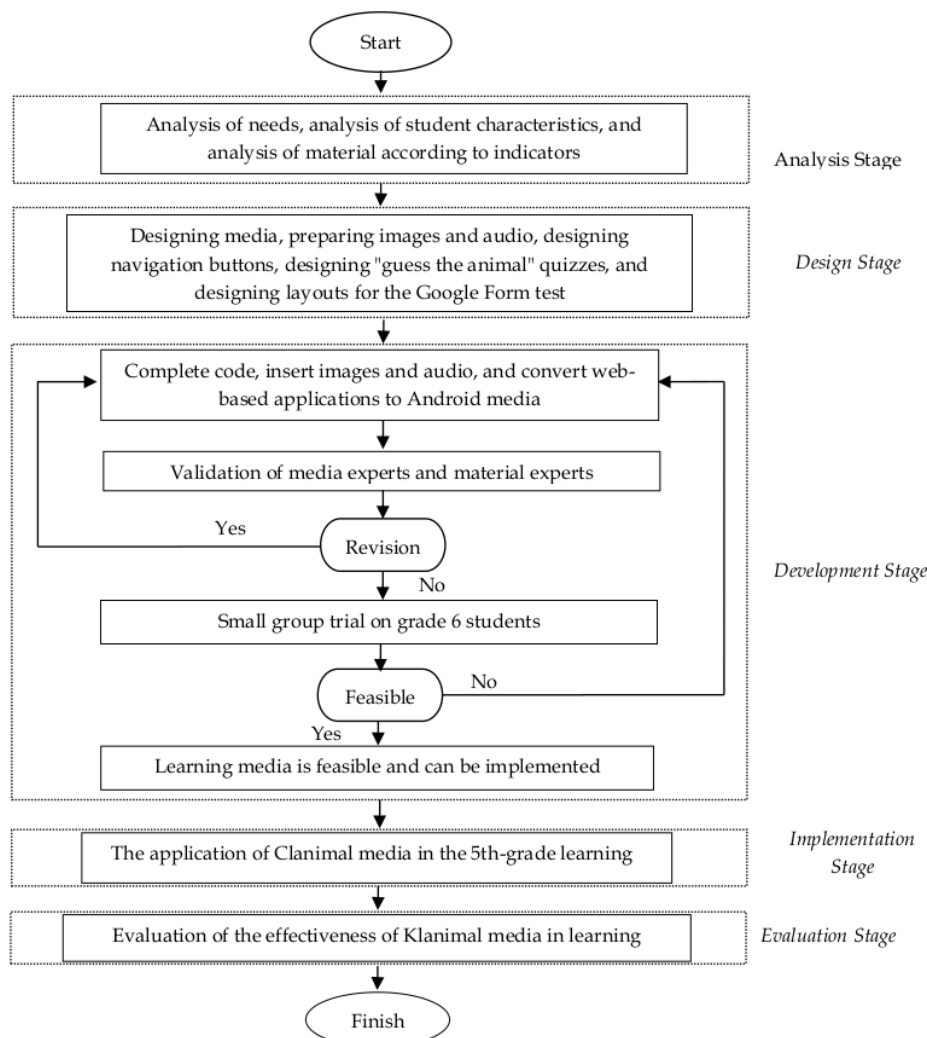 Start
Analysis of needs, analysis of student characteristics, and
analysis of material according to indicators
Analysis Stage
Designing media, preparing images and audio, designing
navigation buttons, designing "guess the animal" quizzes, and
designing layouts for the Google Form test
Design Stage
Complete code, insert images and audio, and convert web-
based applications to Android media
Validation of media experts and material experts
Yes
Revision
No
Development Stage
Small group trial on grade 6 students
Feasible
No
Yes
Learning media is feasible and can be implemented
The application of Clanimal media in the 5th-grade learning
Implementation
Stage
Evaluation of the effectiveness of Klanimal media in learning
Evaluation Stage
Finish